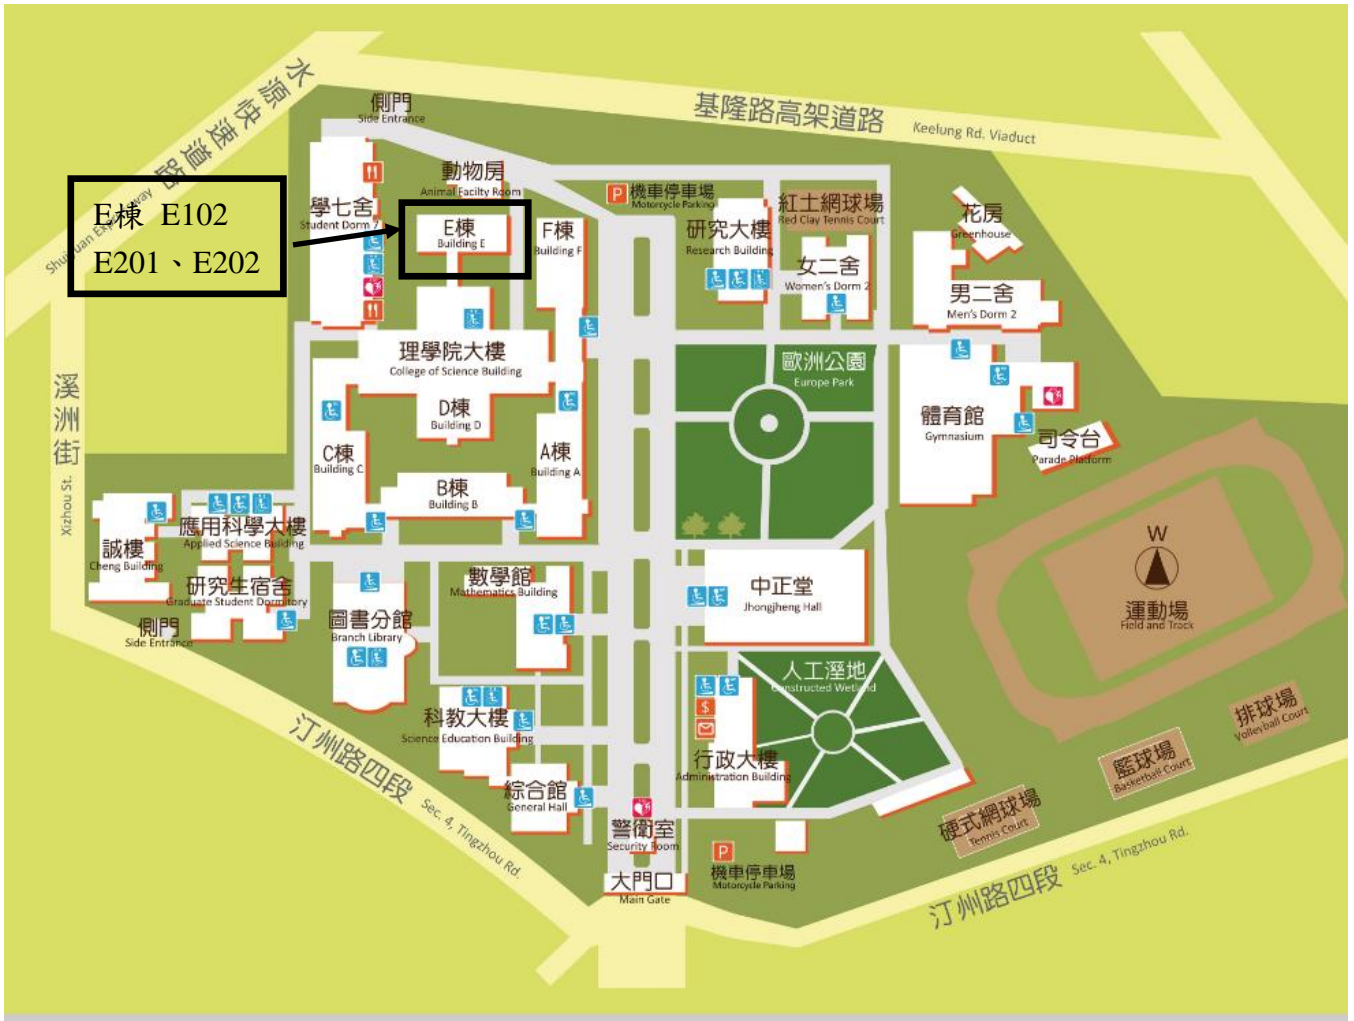 水源快速道路
Shuiyuan Expressway
側門
Side Entrance
基隆路高架道路
Keelung Rd. Viaduct
E棟 E102
E201、E202
學七舍
Student Dorm 7
動物房
Animal Facilty Room
E棟
Building E
F棟
Building F
P 機車停車場
Motorcycle Parking
研究大樓
Research Building
紅土網球場
Red Clay Tennis Court
女二舍
Women's Dorm 2
花房
Greenhouse
男二舍
Men's Dorm 2
理學院大樓
College of Science Building
歐洲公園
Europe Park
體育館
Gymnasium
司令台
Parade Platform
溪洲街
Xizhou St.
D棟
Building D
C棟
Building C
A棟
Building A
B棟
Building B
應用科學大樓
Applied Science Building
誠樓
Cheng Building
研究生宿舍
Graduate Student Dormitory
側門
Side Entrance
圖書分館
Branch Library
數學館
Mathematics Building
中正堂
Jhongjheng Hall
W
運動場
Field and Track
人工溼地
Constructed Wetland
$
科教大樓
Science Education Building
行政大樓
Administration Building
綜合館
General Hall
排球場
Volleyball Court
籃球場
Basketball Court
硬式網球場
Tennis Court
警衛室
Security Room
P
機車停車場
Motorcycle Parking
大門口
Main Gate
汀州路四段
Sec. 4, Tingzhou Rd.
汀州路四段
Sec. 4, Tingzhou Rd.